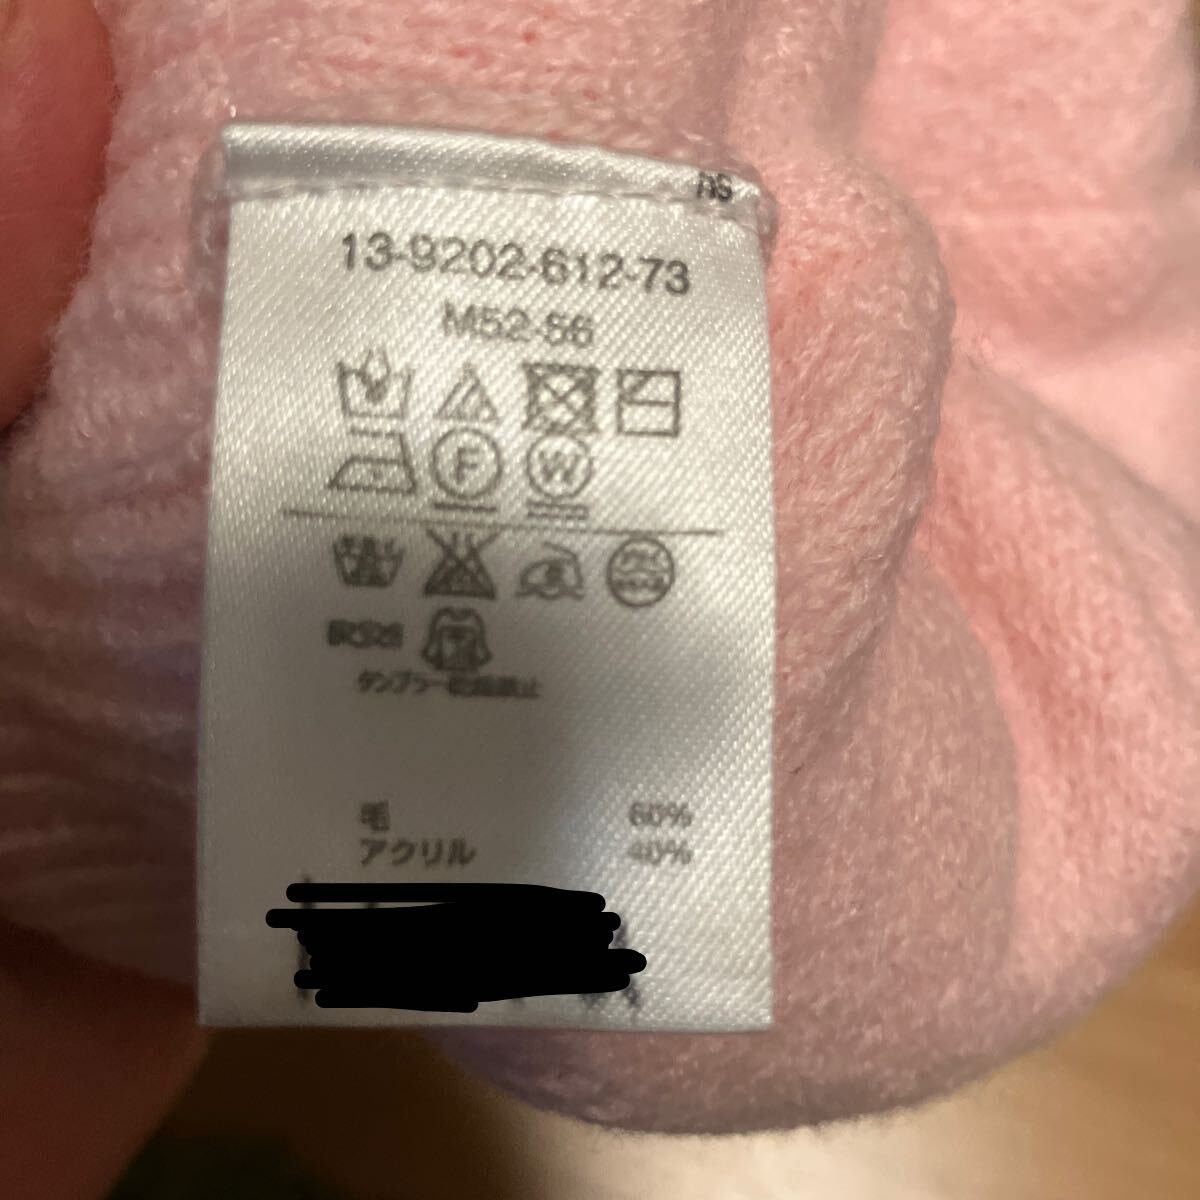 ns
13-9202-612-73
M52-56
F W
タンブラー乾燥禁止
毛 60%
アクリル 40%